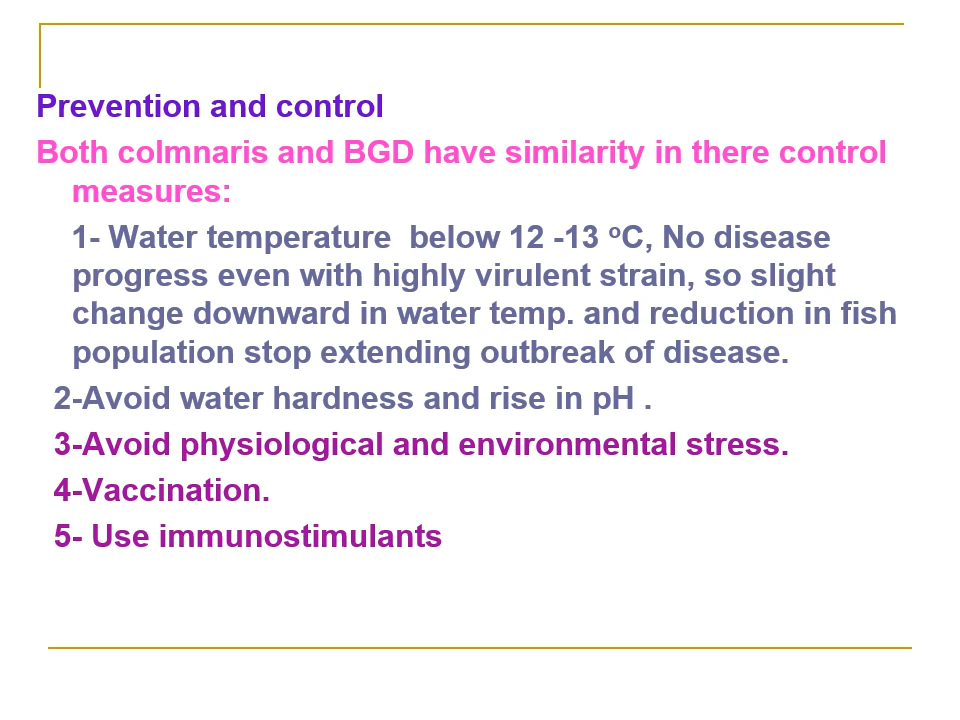 Prevention and control
Both colmnaris and BGD have similarity in there control
measures:
1- Water temperature  below 12 -13 ºC, No disease
progress even with highly virulent strain, so slight
change downward in water temp. and reduction in fish
population stop extending outbreak of disease.
2-Avoid water hardness and rise in pH .
3-Avoid physiological and environmental stress.
4-Vaccination.
5- Use immunostimulants